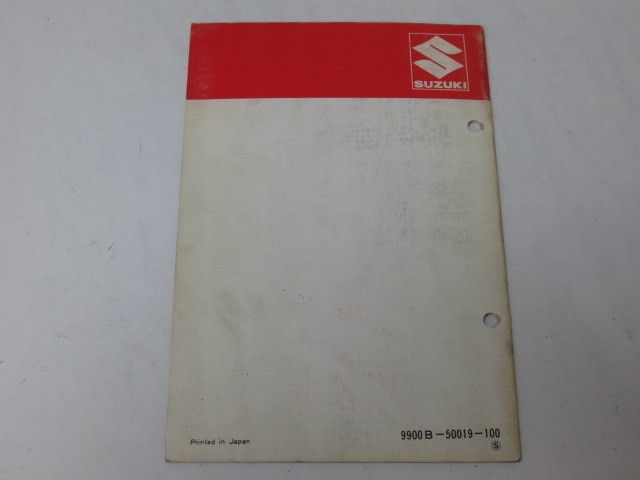 SUZUKI
9900B-50019-100
Ⓢ
Printed in Japan